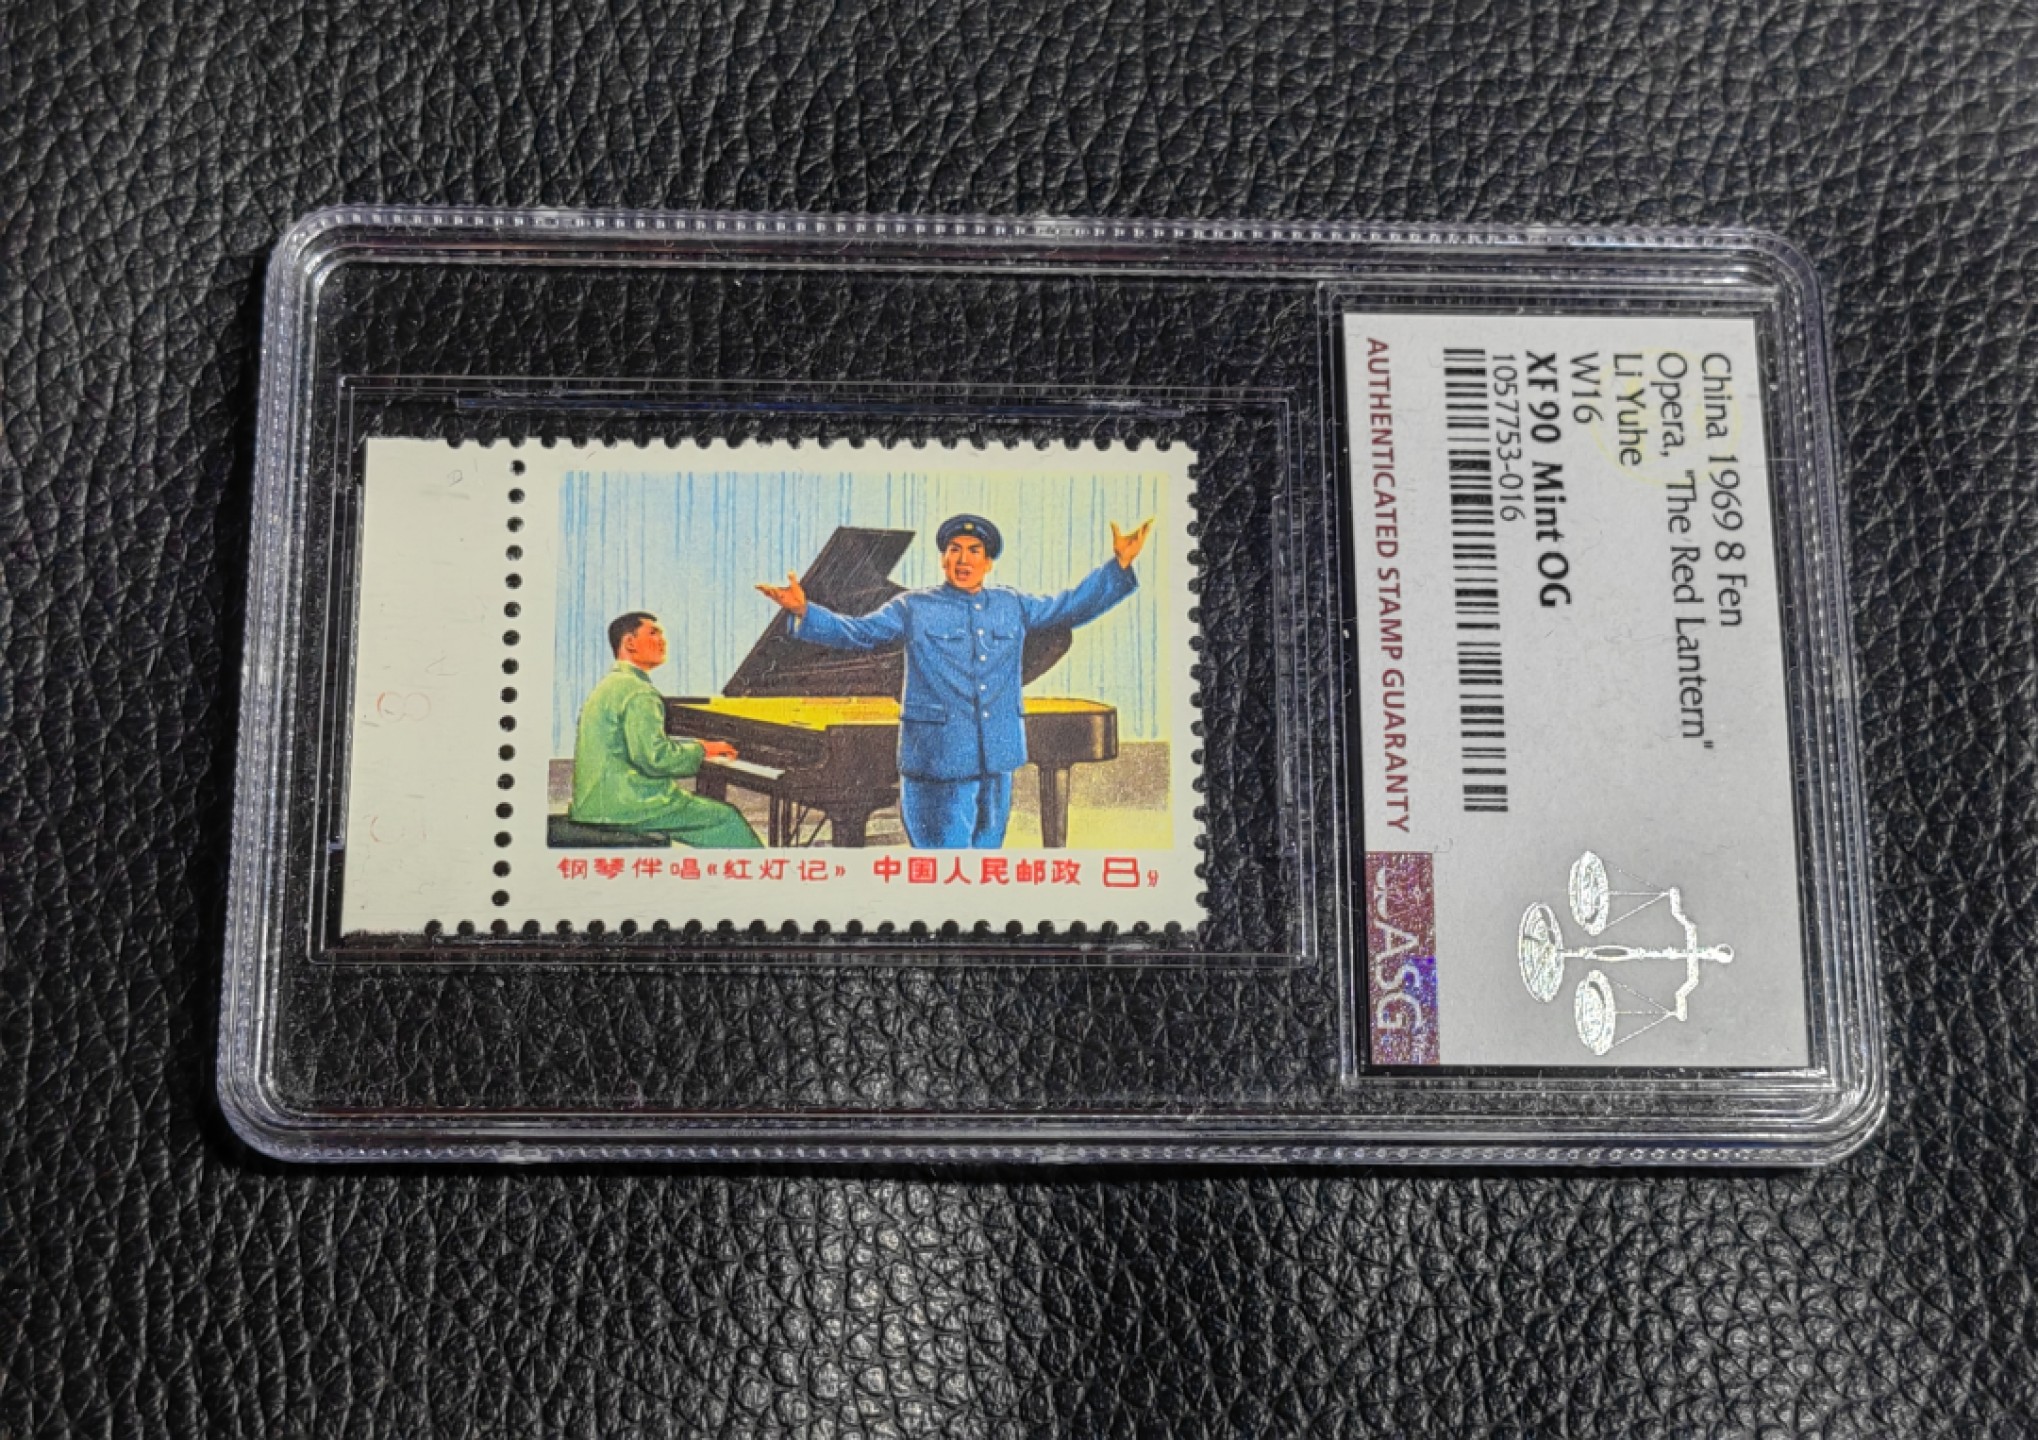 钢琴伴唱《红灯记》 中国人民邮政 8分
China 1969 8 Fen
Opera, "The Red Lantern"
Li Yuhe
W16
XF 90 Mint OG
1057753-016
AUTHENTICATED STAMP GUARANTY
ASG